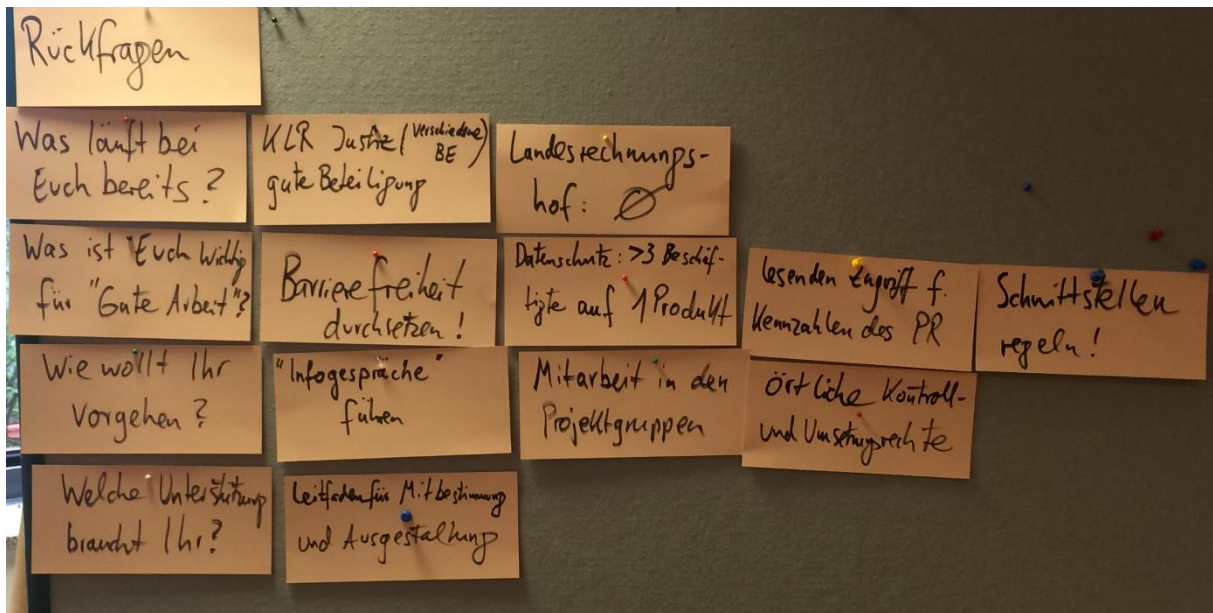 Rückfragen
Was läuft bei
Euch bereits?
KLR Justiz (Verschiedene
BE)
gute Beteiligung
Landesrechnungs-
hof: Ø
Was ist Euch wichtig
für "Gute Arbeit"?
Barrierefreiheit
durchsetzen!
Datenschutz: >3 Beschäf-
tigte auf 1 Produkt
lesenden Zugriff f.
Kennzahlen des PR
Schnittstellen
regeln!
Wie wollt Ihr
Vorgehen?
"Infogespräche"
führen
Mitarbeit in den
Projektgruppen
örtliche Kontroll-
und Umsetzungsrechte
Welche Unterstützung
braucht Ihr?
Leitfaden für Mitbestimmung
und Ausgestaltung